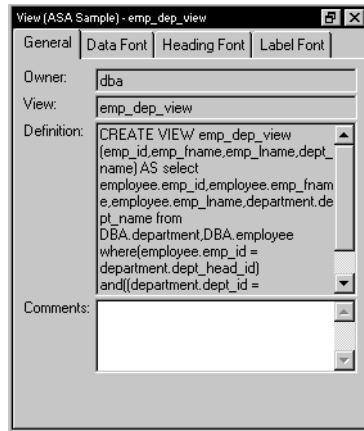 View (ASA Sample) - emp_dep_view
General Data Font Heading Font Label Font
Owner: dba
View: emp_dep_view
Definition: CREATE VIEW emp_dep_view
(emp_id,emp_fname,emp_lname,dept_
name) AS select
employee.emp_id,employee.emp_fnam
e,employee.emp_lname,department.de
pt_name from
DBA.department,DBA.employee
where(employee.emp_id =
department.dept_head_id)
and((department.dept_id =
Comments: